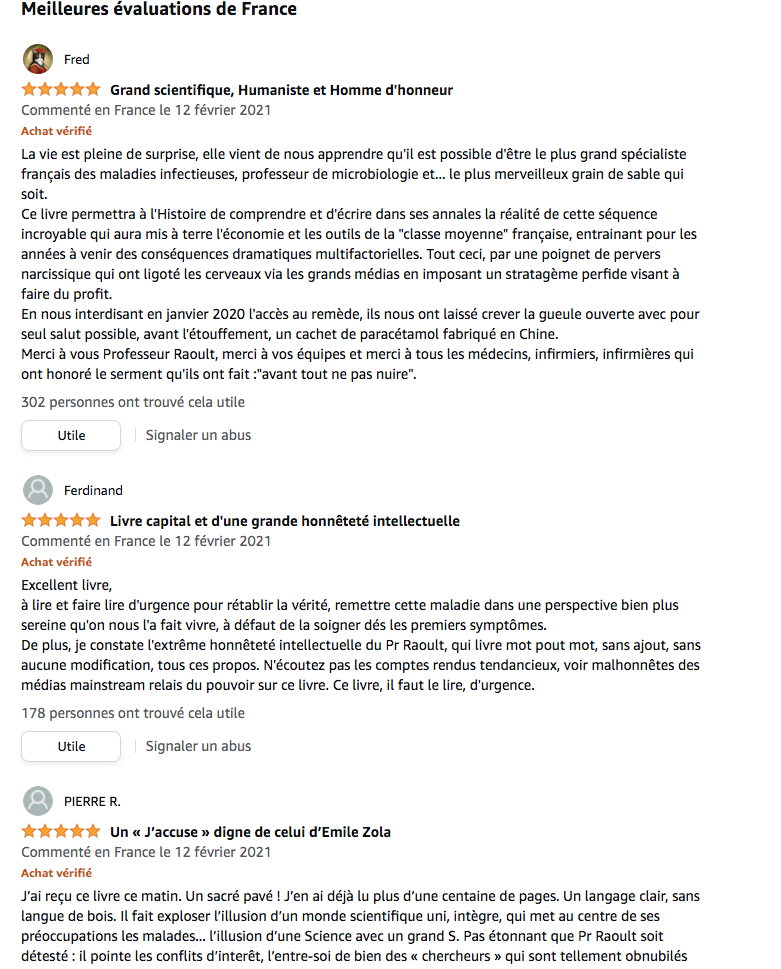 Meilleures évaluations de France
Fred
Grand scientifique, Humaniste et Homme d'honneur
Commenté en France le 12 février 2021
Achat vérifié
La vie est pleine de surprise, elle vient de nous apprendre qu'il est possible d'être le plus grand spécialiste
français des maladies infectieuses, professeur de microbiologie et... le plus merveilleux grain de sable qui
soit.
Ce livre permettra à l'Histoire de comprendre et d'écrire dans ses annales la réalité de cette séquence
incroyable qui aura mis à terre l'économie et les outils de la "classe moyenne" française, entrainant pour les
années à venir des conséquences dramatiques multifactorielles. Tout ceci, par une poignet de pervers
narcissique qui ont ligoté les cerveaux via les grands médias en imposant un stratagème perfide visant à
faire du profit.
En nous interdisant en janvier 2020 l'accès au remède, ils nous ont laissé crever la gueule ouverte avec pour
seul salut possible, avant l'étouffement, un cachet de paracétamol fabriqué en Chine.
Merci à vous Professeur Raoult, merci à vos équipes et merci à tous les médecins, infirmiers, infirmières qui
ont honoré le serment qu'ils ont fait :"avant tout ne pas nuire".
302 personnes ont trouvé cela utile
Utile
Signaler un abus
Ferdinand
Livre capital et d'une grande honnêteté intellectuelle
Commenté en France le 12 février 2021
Achat vérifié
Excellent livre,
à lire et faire lire d'urgence pour rétablir la vérité, remettre cette maladie dans une perspective bien plus
sereine qu'on nous l'a fait vivre, à défaut de la soigner dés les premiers symptômes.
De plus, je constate l'extrême honnêteté intellectuelle du Pr Raoult, qui livre mot pout mot, sans ajout, sans
aucune modification, tous ces propos. N'écoutez pas les comptes rendus tendancieux, voir malhonnêtes des
médias mainstream relais du pouvoir sur ce livre. Ce livre, il faut le lire, d'urgence.
178 personnes ont trouvé cela utile
Utile
Signaler un abus
PIERRE R.
Un « J’accuse » digne de celui d’Emile Zola
Commenté en France le 12 février 2021
Achat vérifié
J’ai reçu ce livre ce matin. Un sacré pavé ! J’en ai déjà lu plus d’une centaine de pages. Un langage clair, sans
langue de bois. Il fait exploser l’illusion d’un monde scientifique uni, intègre, qui met au centre de ses
préoccupations les malades... l’illusion d’une Science avec un grand S. Pas étonnant que Pr Raoult soit
détesté : il pointe les conflits d’interêt, l’entre-soi de bien des « chercheurs » qui sont tellement obnubilés